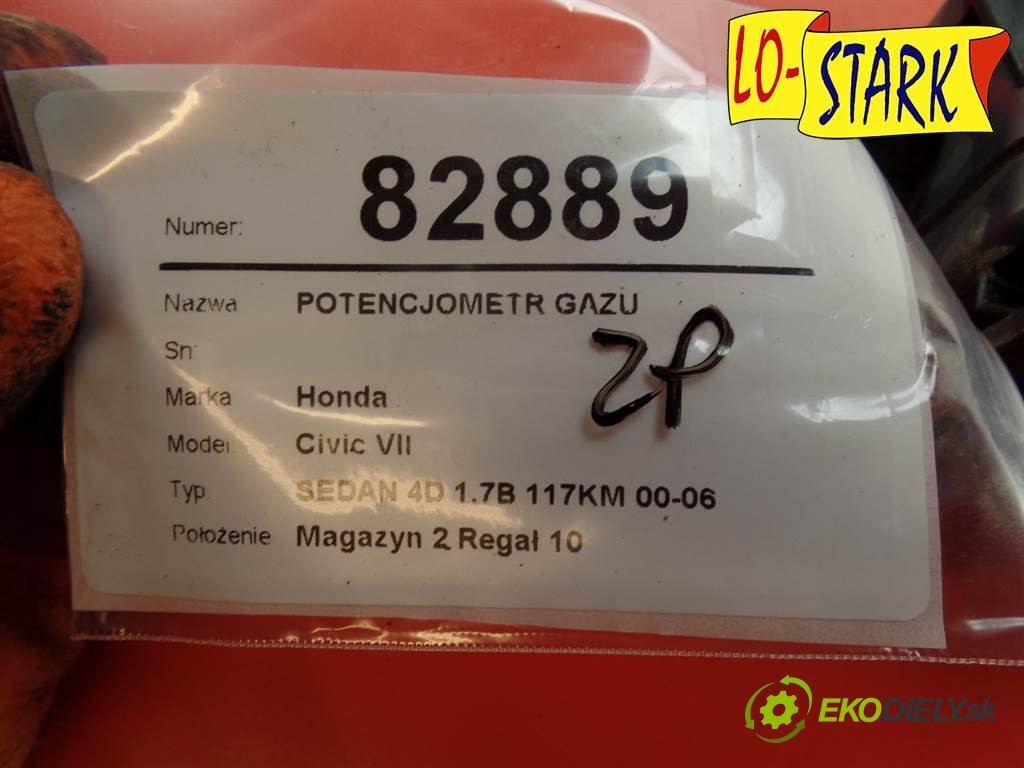 LO-STARK
Numer: 82889
Nazwa POTENCJOMETR GAZU
Sn:
ZP
Marka Honda
Model Civic VII
Typ SEDAN 4D 1.7B 117KM 00-06
Położenie Magazyn 2 Regał 10
EKODIELY.sk